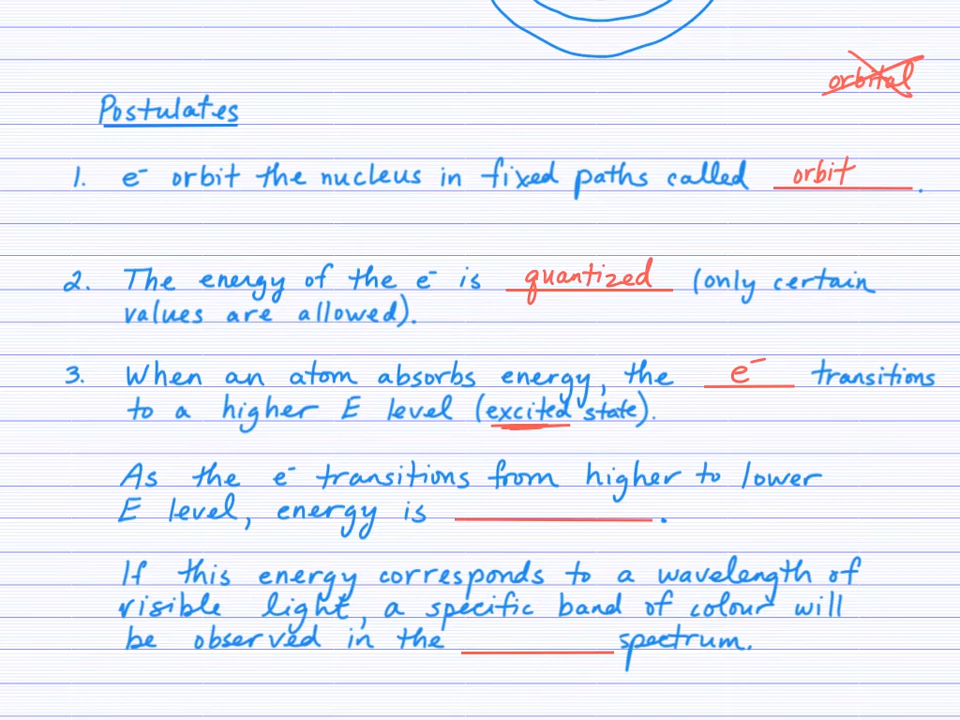 orbital
Postulates
1. e⁻ orbit the nucleus in fixed paths called orbit.
2. The energy of the e⁻ is quantized (only certain
values are allowed).
3. When an atom absorbs energy, the e⁻ transitions
to a higher E level (excited state).
As the e⁻ transitions from higher to lower
E level, energy is ________.
If this energy corresponds to a wavelength of
visible light, a specific band of colour will
be observed in the ________ spectrum.